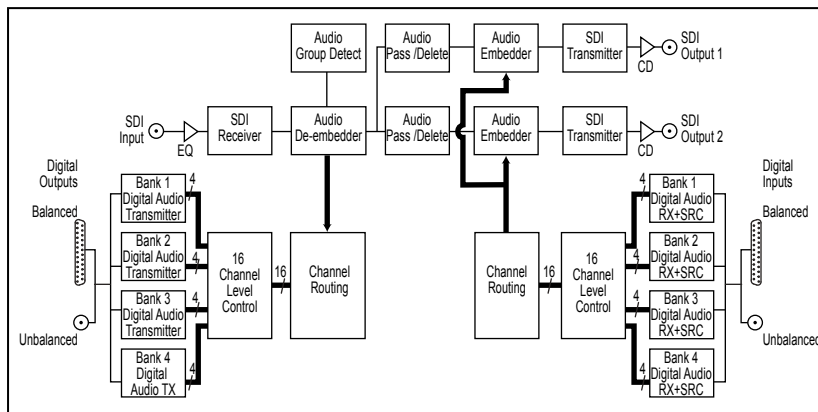 Audio
Group Detect
Audio
Pass /Delete
Audio
Embedder
SDI
Transmitter
CD
SDI
Output 1
SDI
Input
EQ
SDI
Receiver
Audio
De-embedder
Audio
Pass /Delete
Audio
Embedder
SDI
Transmitter
CD
SDI
Output 2
Digital
Outputs
Balanced
Unbalanced
Bank 1
Digital Audio
Transmitter
4
Bank 2
Digital Audio
Transmitter
4
Bank 3
Digital Audio
Transmitter
4
Bank 4
Digital
Audio TX
4
16
Channel
Level
Control
16
Channel
Routing
Channel
Routing
16
16
Channel
Level
Control
4
Bank 1
Digital Audio
RX+SRC
4
Bank 2
Digital Audio
RX+SRC
4
Bank 3
Digital Audio
RX+SRC
4
Bank 4
Digital Audio
RX+SRC
Digital
Inputs
Balanced
Unbalanced